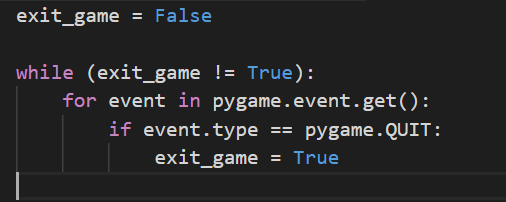 exit_game = False
while (exit_game != True):
    for event in pygame.event.get():
        if event.type == pygame.QUIT:
            exit_game = True